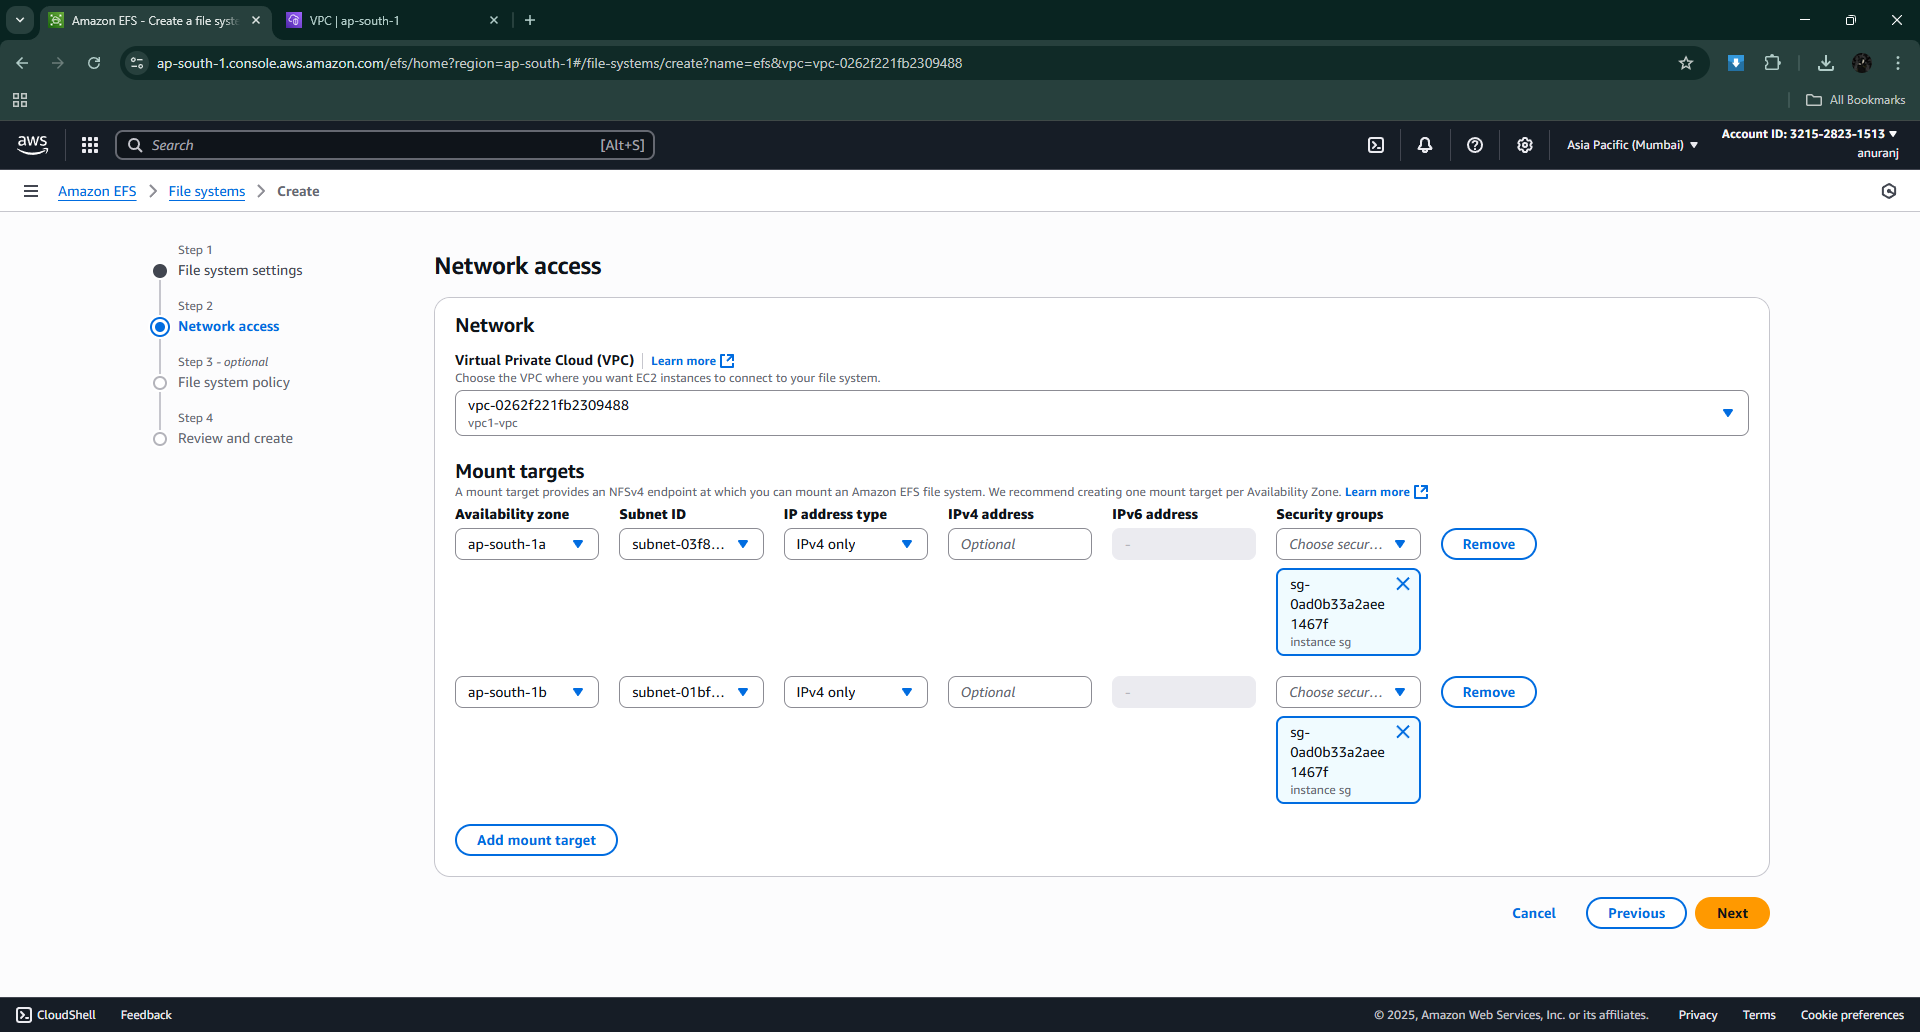 Amazon EFS - Create a file syste
VPC | ap-south-1
ap-south-1.console.aws.amazon.com/efs/home?region=ap-south-1#/file-systems/create?name=efs&vpc=vpc-0262f221fb2309488
All Bookmarks
aws
Search
[Alt+S]
Asia Pacific (Mumbai)
Account ID: 3215-2823-1513
anuranj
Amazon EFS
File systems
Create
Step 1
File system settings
Step 2
Network access
Step 3 - optional
File system policy
Step 4
Review and create
Network access
Network
Virtual Private Cloud (VPC)
Learn more
Choose the VPC where you want EC2 instances to connect to your file system.
vpc-0262f221fb2309488
vpc1-vpc
Mount targets
A mount target provides an NFSv4 endpoint at which you can mount an Amazon EFS file system. We recommend creating one mount target per Availability Zone. Learn more
Availability zone Subnet ID IP address type IPv4 address IPv6 address Security groups
ap-south-1a subnet-03f8... IPv4 only Optional - Choose secur... Remove
sg-
0ad0b33a2aee
1467f
instance sg
ap-south-1b subnet-01bf... IPv4 only Optional - Choose secur... Remove
sg-
0ad0b33a2aee
1467f
instance sg
Add mount target
Cancel
Previous
Next
CloudShell
Feedback
© 2025, Amazon Web Services, Inc. or its affiliates.
Privacy
Terms
Cookie preferences